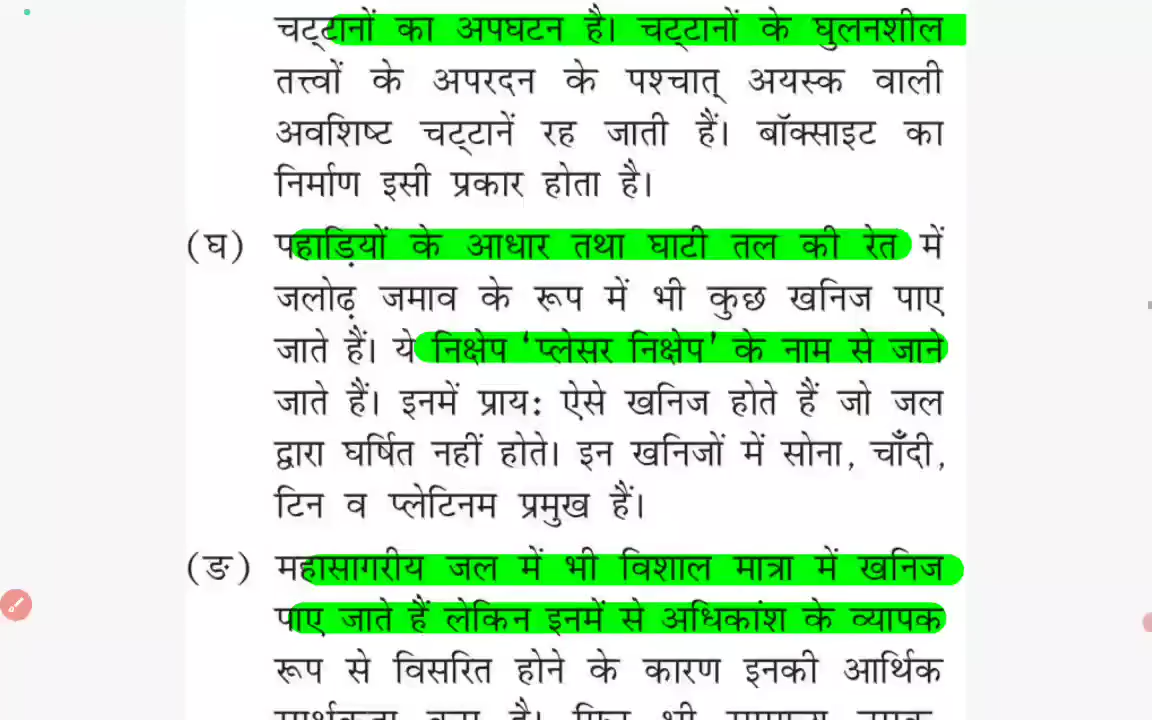 चट्टानों का अपघटन है। चट्टानों के घुलनशील
तत्त्वों के अपरदन के पश्चात् अयस्क वाली
अवशिष्ट चट्टानें रह जाती हैं। बॉक्साइट का
निर्माण इसी प्रकार होता है।
(घ) पहाड़ियों के आधार तथा घाटी तल की रेत में
जलोढ़ जमाव के रूप में भी कुछ खनिज पाए
जाते हैं। ये निक्षेप ‘प्लेसर निक्षेप’ के नाम से जाने
जाते हैं। इनमें प्राय: ऐसे खनिज होते हैं जो जल
द्वारा घर्षित नहीं होते। इन खनिजों में सोना, चाँदी,
टिन व प्लेटिनम प्रमुख हैं।
(ङ) महासागरीय जल में भी विशाल मात्रा में खनिज
पाए जाते हैं लेकिन इनमें से अधिकांश के व्यापक
रूप से विसरित होने के कारण इनकी आर्थिक